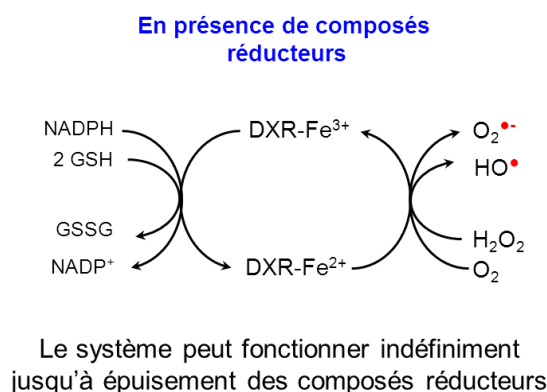 En présence de composés
réducteurs
NADPH
2 GSH
GSSG
NADP⁺
DXR-Fe³⁺
DXR-Fe²⁺
O₂•-
HO•
H₂O₂
O₂
Le système peut fonctionner indéfiniment
jusqu'à épuisement des composés réducteurs